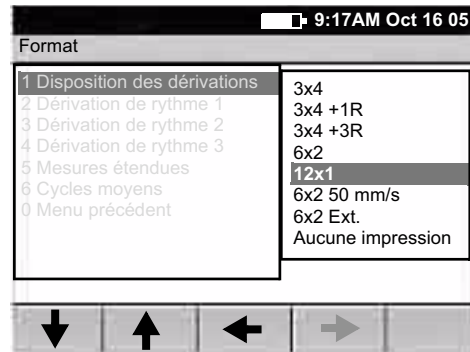 9:17AM Oct 16 05
Format
1 Disposition des dérivations
2 Dérivation de rythme 1
3 Dérivation de rythme 2
4 Dérivation de rythme 3
5 Mesures étendues
6 Cycles moyens
0 Menu précédent
3x4
3x4 +1R
3x4 +3R
6x2
12x1
6x2 50 mm/s
6x2 Ext.
Aucune impression